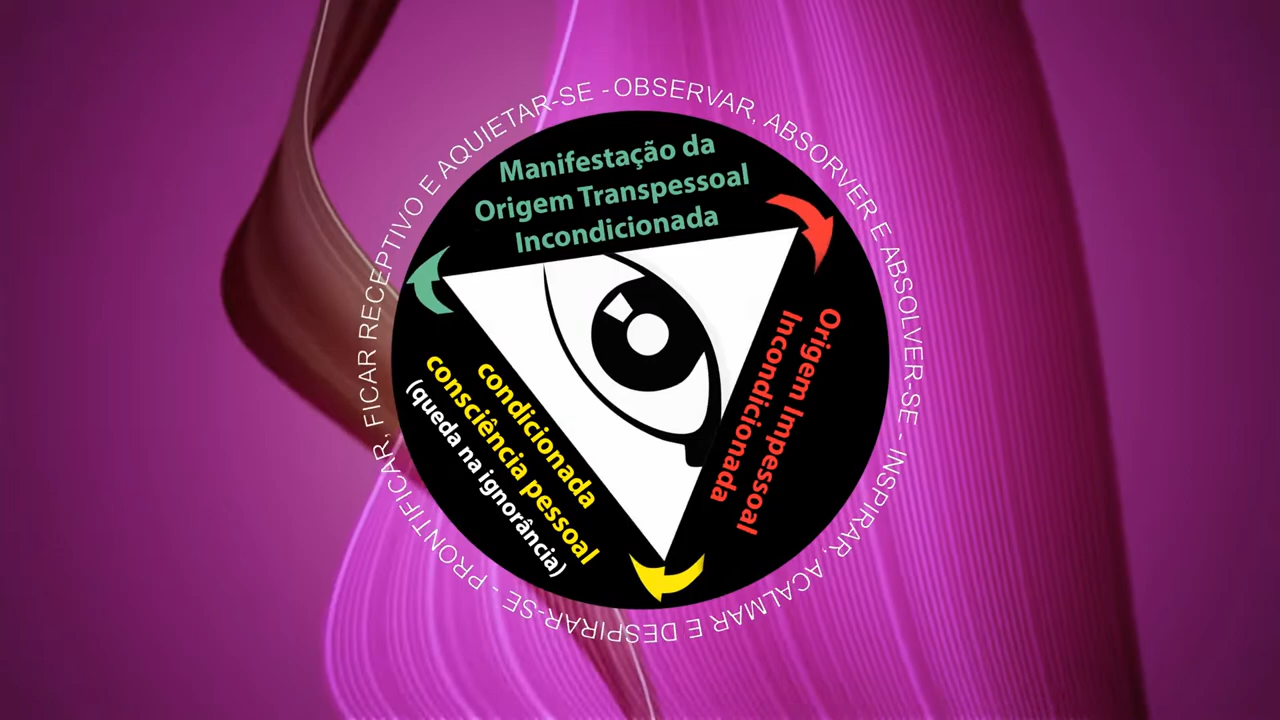 OBSERVAR, ABSORVER E ABSOLVER-SE - INSPIRAR, ACALMAR E DESPIRAR-SE - PRONTIFICAR, FICAR RECEPTIVO E AQUIETAR-SE -
Manifestação da
Origem Transpessoal
Incondicionada
Origem Impessoal
Incondicionada
condicionada
consciência pessoal
(queda na ignorância)